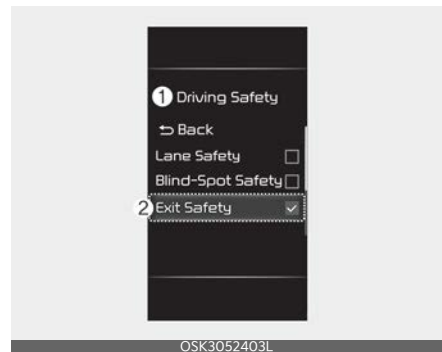 1 Driving Safety
Back
Lane Safety
Blind-Spot Safety
2 Exit Safety
OSK3052403L